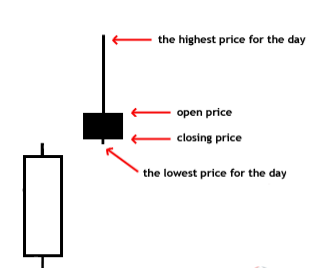 the highest price for the day
open price
closing price
the lowest price for the day